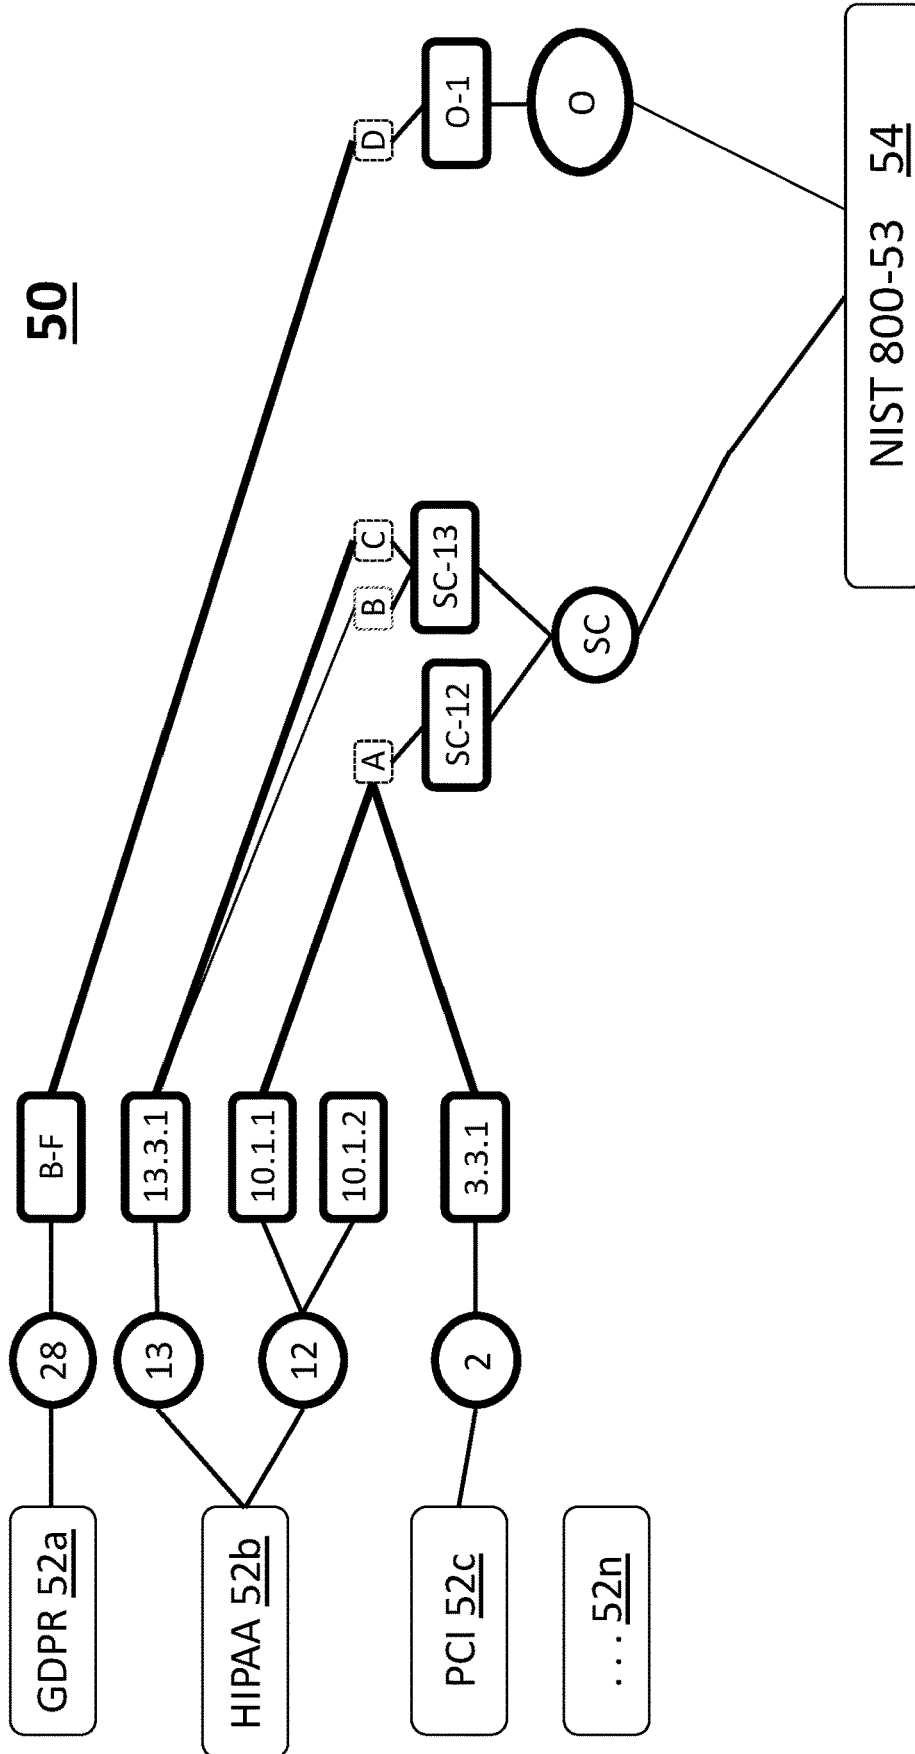 50
GDPR 52a
28
B-F
D
O-1
O
HIPAA 52b
13
13.3.1
12
10.1.1
10.1.2
C
B
SC-13
A
SC-12
SC
PCI 52c
2
3.3.1
. . . 52n
NIST 800-53 54